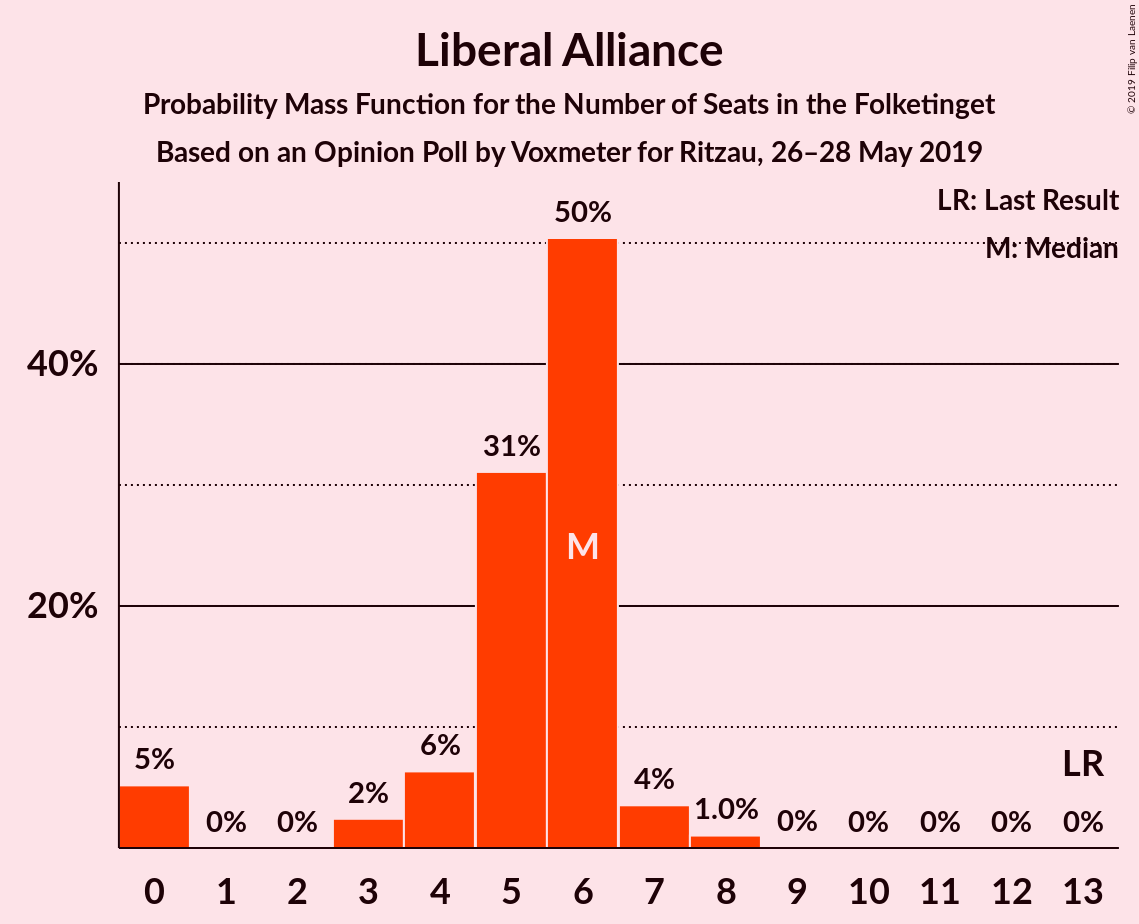 Liberal Alliance
Probability Mass Function for the Number of Seats in the Folketinget
Based on an Opinion Poll by Voxmeter for Ritzau, 26–28 May 2019
© 2019 Filip van Laenen
LR: Last Result
M: Median
40%
20%
5%
0%
0%
2%
6%
31%
50%
M
4%
1.0%
0%
0%
0%
0%
0%
LR
0 1 2 3 4 5 6 7 8 9 10 11 12 13